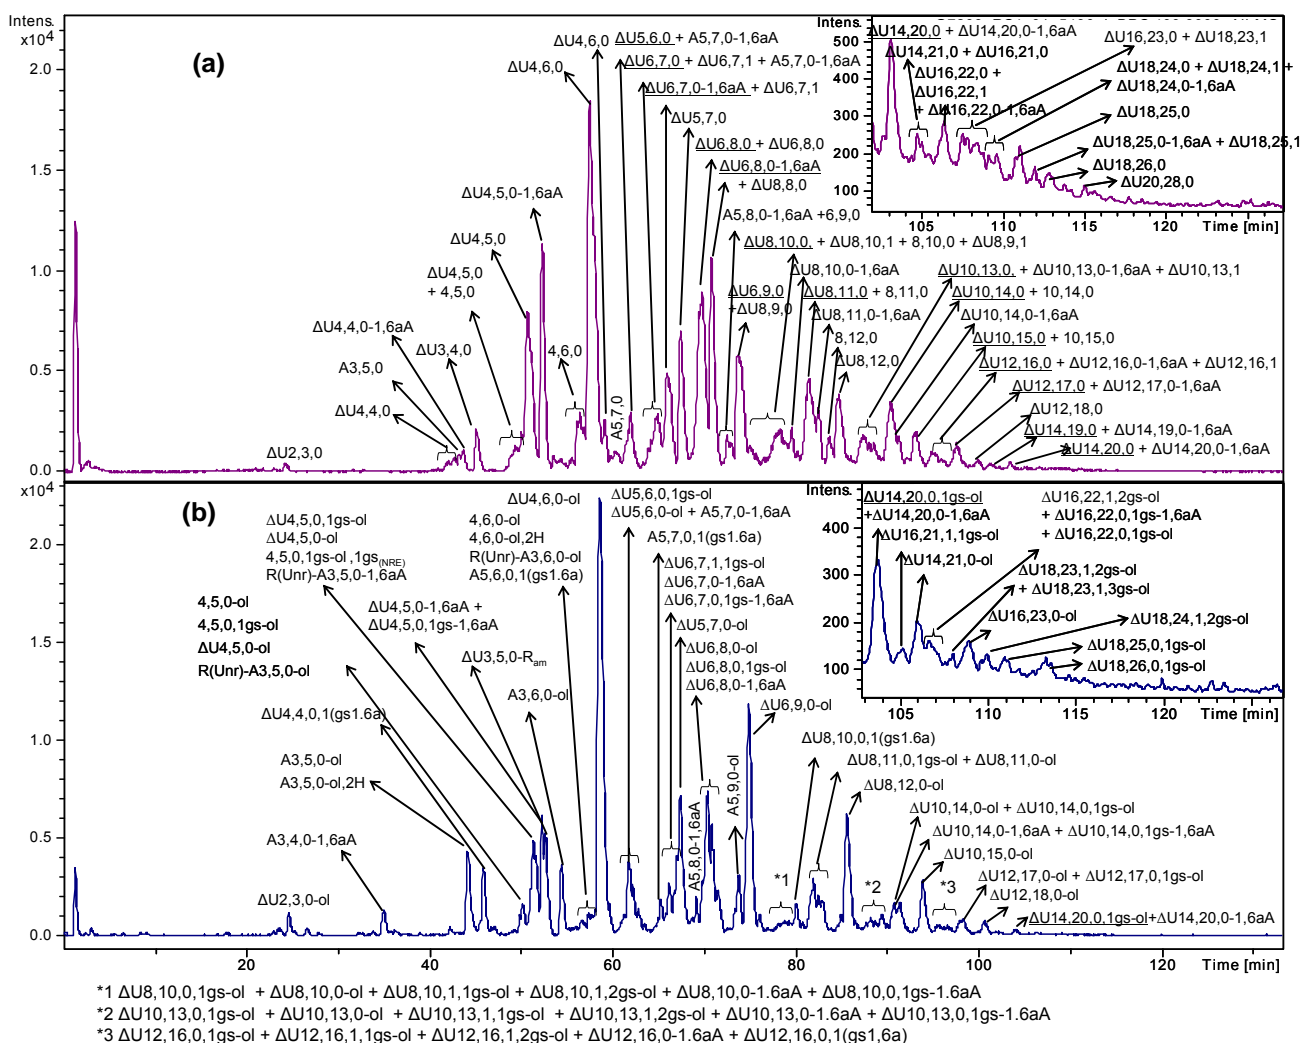 Intens.
x10⁴
2.0
1.5
1.0
0.5
0.0
(a)
ΔU2,3,0
ΔU4,4,0
A3,5,0
ΔU4,4,0-1,6aA
ΔU3,4,0
ΔU4,5,0
+ 4,5,0
ΔU4,5,0
ΔU4,5,0-1,6aA
4,6,0
ΔU4,6,0
ΔU4,6,0
A5,7,0
ΔU5,6,0 + A5,7,0-1,6aA
ΔU6,7,0 + ΔU6,7,1 + A5,7,0-1,6aA
ΔU6,7,0-1,6aA + ΔU6,7,1
ΔU5,7,0
ΔU6,8,0 + ΔU6,8,0
ΔU6,8,0-1,6aA
+ ΔU8,8,0
A5,8,0-1,6aA +6,9,0
ΔU8,10,0, + ΔU8,10,1 + 8,10,0 + ΔU8,9,1
ΔU8,10,0-1,6aA
ΔU6,9,0
+ΔU8,9,0
ΔU8,11,0 + 8,11,0
ΔU8,11,0-1,6aA
8,12,0
ΔU8,12,0
ΔU10,13,0, + ΔU10,13,0-1,6aA + ΔU10,13,1
ΔU10,14,0 + 10,14,0
ΔU10,14,0-1,6aA
ΔU10,15,0 + 10,15,0
ΔU12,16,0 + ΔU12,16,0-1,6aA + ΔU12,16,1
ΔU12,17,0 + ΔU12,17,0-1,6aA
ΔU12,18,0
ΔU14,19,0 + ΔU14,19,0-1,6aA
ΔU14,20,0 + ΔU14,20,0-1,6aA
Intens.
500
400
300
200
100
ΔU14,20,0 + ΔU14,20,0-1,6aA
ΔU14,21,0 + ΔU16,21,0
ΔU16,22,0 +
ΔU16,22,1
+ ΔU16,22,0-1,6aA
ΔU16,23,0 + ΔU18,23,1
ΔU18,24,0 + ΔU18,24,1 +
ΔU18,24,0-1,6aA
ΔU18,25,0
ΔU18,25,0-1,6aA + ΔU18,25,1
ΔU18,26,0
ΔU20,28,0
105 110 115 120 Time [min]
x10⁴
2.0
1.5
1.0
0.5
0.0
(b)
ΔU4,5,0,1gs-ol
ΔU4,5,0-ol
4,5,0,1gs-ol ,1gs(NRE)
R(Unr)-A3,5,0-1,6aA
4,5,0-ol
4,5,0,1gs-ol
ΔU4,5,0-ol
R(Unr)-A3,5,0-ol
ΔU4,5,0-1,6aA +
ΔU4,5,0,1gs-1,6aA
ΔU4,4,0,1(gs1.6a)
A3,5,0-ol
A3,5,0-ol,2H
A3,4,0-1,6aA
ΔU2,3,0-ol
ΔU3,5,0-Ram
A3,6,0-ol
ΔU4,6,0-ol
4,6,0-ol
4,6,0-ol,2H
R(Unr)-A3,6,0-ol
A5,6,0,1(gs1.6a)
ΔU5,6,0,1gs-ol
ΔU5,6,0-ol + A5,7,0-1,6aA
A5,7,0,1(gs1.6a)
ΔU6,7,1,1gs-ol
ΔU6,7,0-1,6aA
ΔU6,7,0,1gs-1,6aA
ΔU5,7,0-ol
ΔU6,8,0-ol
ΔU6,8,0,1gs-ol
ΔU6,8,0-1,6aA
A5,8,0-1,6aA
A5,9,0-ol
ΔU6,9,0-ol
*1
ΔU8,10,0,1(gs1.6a)
ΔU8,11,0,1gs-ol + ΔU8,11,0-ol
ΔU8,12,0-ol
*2
ΔU10,14,0-ol + ΔU10,14,0,1gs-ol
ΔU10,14,0-1,6aA + ΔU10,14,0,1gs-1,6aA
ΔU10,15,0-ol
*3
ΔU12,17,0-ol + ΔU12,17,0,1gs-ol
ΔU12,18,0-ol
ΔU14,20,0,1gs-ol+ΔU14,20,0-1,6aA
Intens.
400
300
200
100
ΔU14,20,0,1gs-ol
+ΔU14,20,0-1,6aA
ΔU16,21,1,1gs-ol
ΔU14,21,0-ol
ΔU16,22,1,2gs-ol
+ ΔU16,22,0,1gs-1,6aA
+ ΔU16,22,0,1gs-ol
ΔU18,23,1,2gs-ol
+ ΔU18,23,1,3gs-ol
ΔU16,23,0-ol
ΔU18,24,1,2gs-ol
ΔU18,25,0,1gs-ol
ΔU18,26,0,1gs-ol
105 110 115 120 Time [min]
20 40 60 80 100 120 Time [min]
*1 ΔU8,10,0,1gs-ol + ΔU8,10,0-ol + ΔU8,10,1,1gs-ol + ΔU8,10,1,2gs-ol + ΔU8,10,0-1.6aA + ΔU8,10,0,1gs-1.6aA
*2 ΔU10,13,0,1gs-ol + ΔU10,13,0-ol + ΔU10,13,1,1gs-ol + ΔU10,13,1,2gs-ol + ΔU10,13,0-1.6aA + ΔU10,13,0,1gs-1.6aA
*3 ΔU12,16,0,1gs-ol + ΔU12,16,1,1gs-ol + ΔU12,16,1,2gs-ol + ΔU12,16,0-1.6aA + ΔU12,16,0,1(gs1,6a)